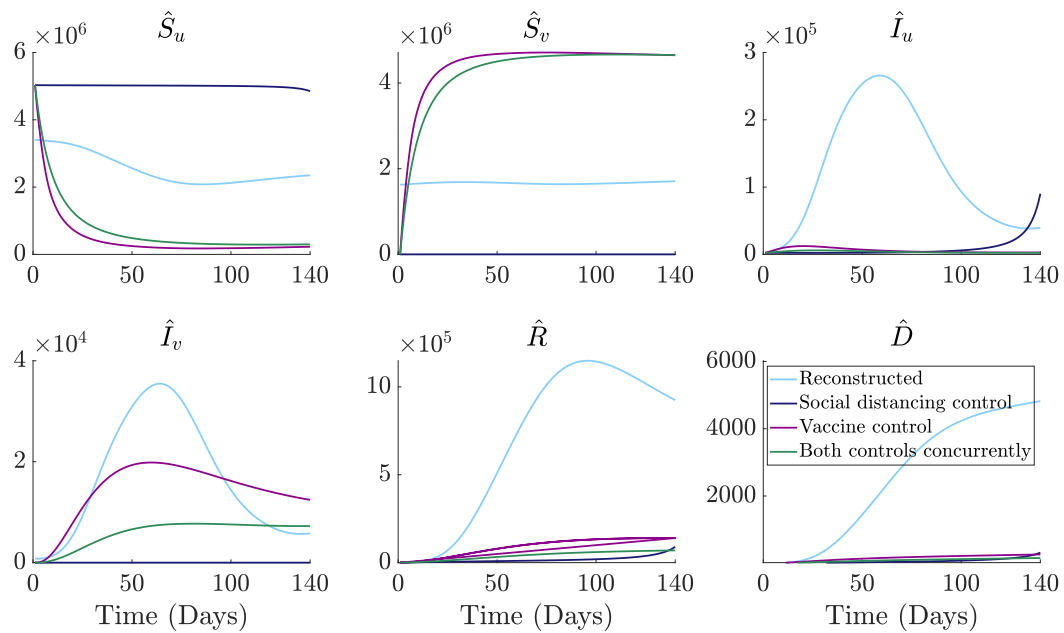 Ŝ_u
× 10^6
6
4
2
0
0 50 100 140
Ŝ_v
× 10^6
4
2
0
0 50 100 140
Î_u
× 10^5
3
2
1
0
0 50 100 140
Î_v
× 10^4
4
2
0
0 50 100 140
Time (Days)
R̂
× 10^5
10
5
0
0 50 100 140
Time (Days)
D̂
6000
4000
2000
0 50 100 140
Time (Days)
Reconstructed
Social distancing control
Vaccine control
Both controls concurrently